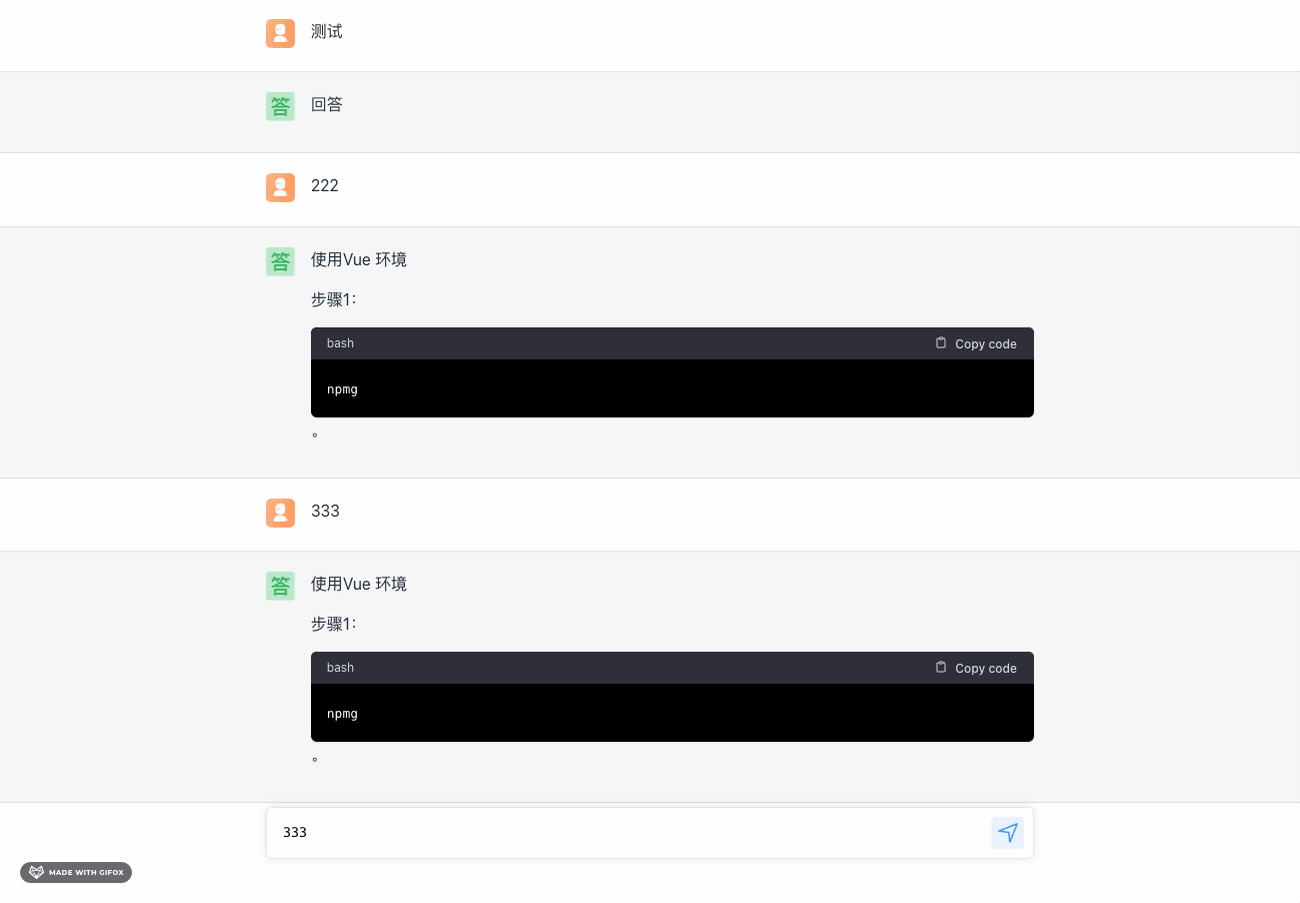 测试
答 回答
222
答 使用Vue 环境
步骤1：
bash Copy code
npmg
。
333
答 使用Vue 环境
步骤1：
bash Copy code
npmg
。
333
MADE WITH GIFOX